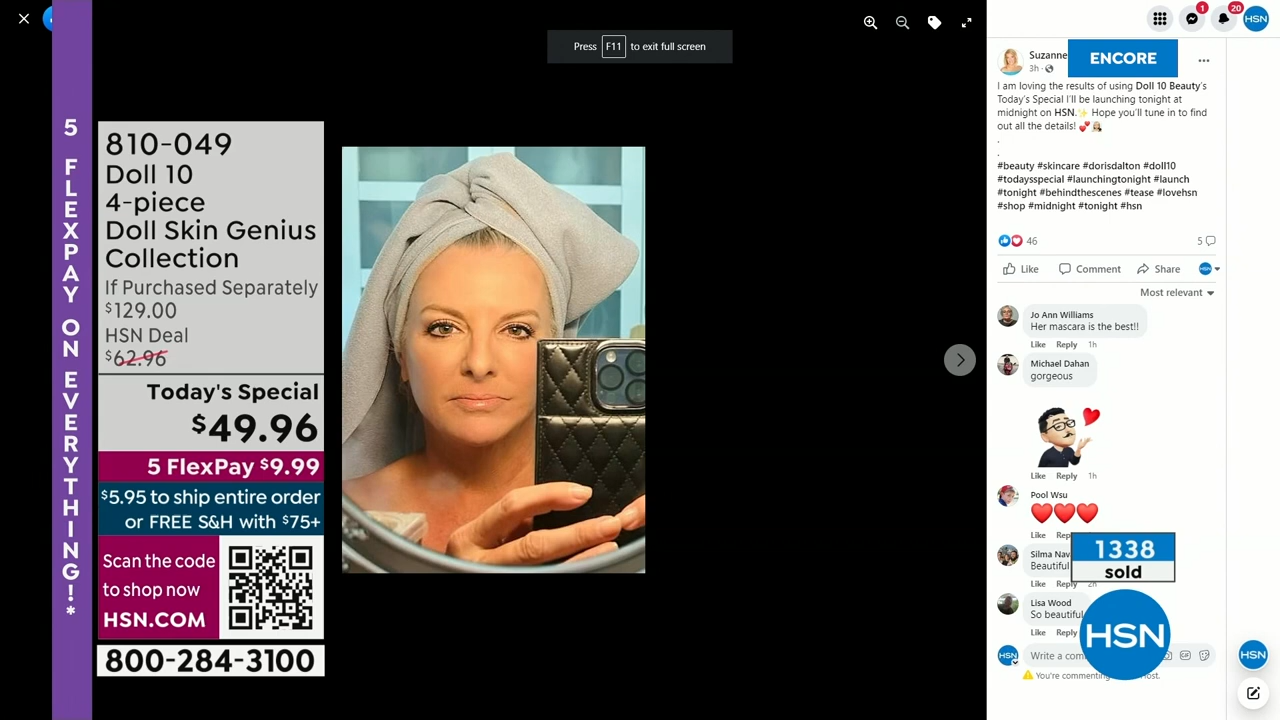 5 FLEXPAY ON EVERYTHING!*
810-049
Doll 10
4-piece
Doll Skin Genius
Collection
If Purchased Separately
$129.00
HSN Deal
$62.96
Today's Special
$49.96
5 FlexPay $9.99
$5.95 to ship entire order
or FREE S&H with $75+
Scan the code
to shop now
HSN.COM
800-284-3100
Press F11 to exit full screen
1
20
HSN
Suzanne
ENCORE
3h
I am loving the results of using Doll 10 Beauty's
Today's Special I'll be launching tonight at
midnight on HSN.✨ Hope you'll tune in to find
out all the details! 💕
.
.
#beauty #skincare #dorisdalton #doll10
#todaysspecial #launchingtonight #launch
#tonight #behindthescenes #tease #lovehsn
#shop #midnight #tonight #hsn
46
5
Like Comment Share HSN
Most relevant
Jo Ann Williams
Her mascara is the best!!
Like Reply 1h
Michael Dahan
gorgeous
Like Reply 1h
Pool Wsu
❤️❤️❤️
Like
1338
sold
Silma
Beautiful
Like 2h
Lisa Wood
So beautiful
Like Reply
HSN
HSN
Write a
GIF
You're commenting
HSN